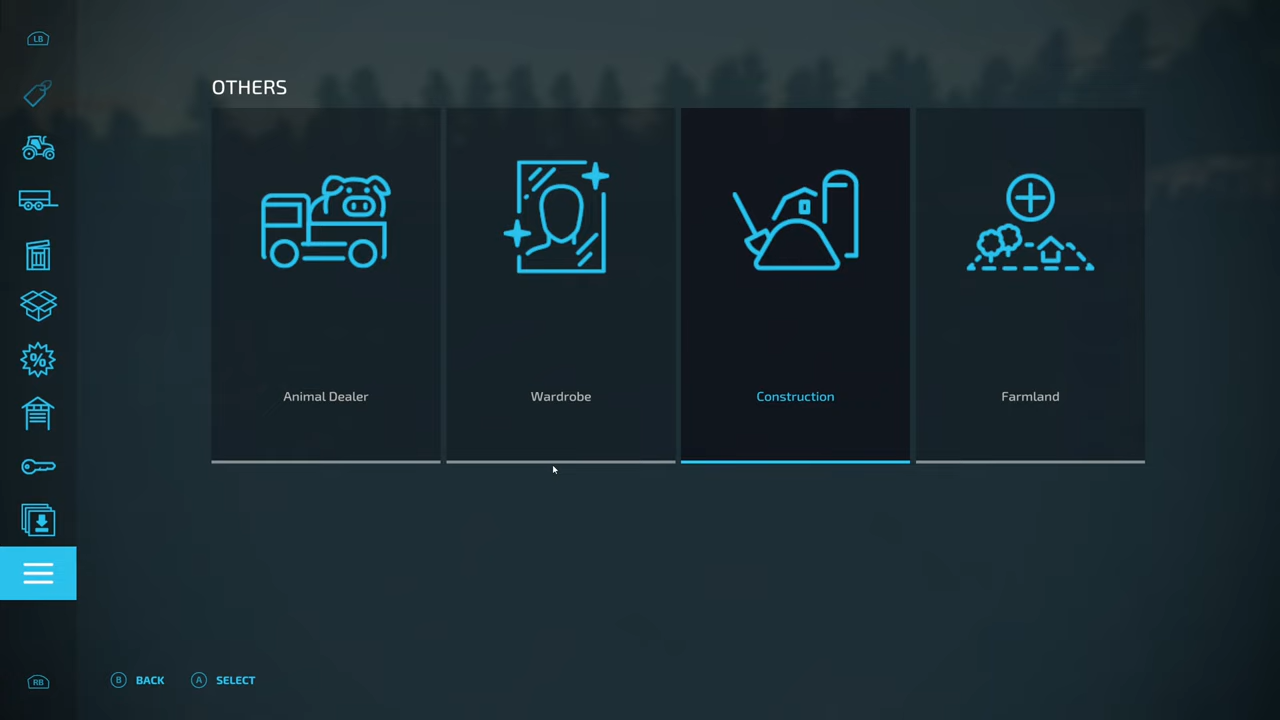 LB
OTHERS
%
Animal Dealer
Wardrobe
Construction
Farmland
RB
B BACK
A SELECT